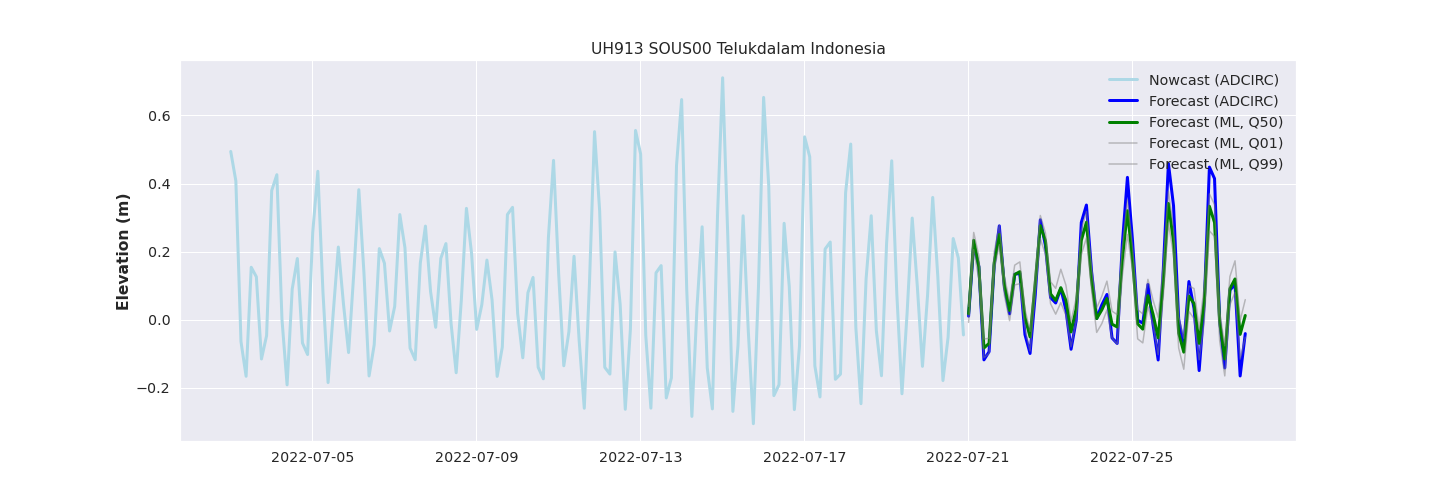 UH913 SOUS00 Telukdalam Indonesia
Nowcast (ADCIRC)
Forecast (ADCIRC)
Forecast (ML, Q50)
Forecast (ML, Q01)
Forecast (ML, Q99)
Elevation (m)
0.6
0.4
0.2
0.0
−0.2
2022-07-05
2022-07-09
2022-07-13
2022-07-17
2022-07-21
2022-07-25